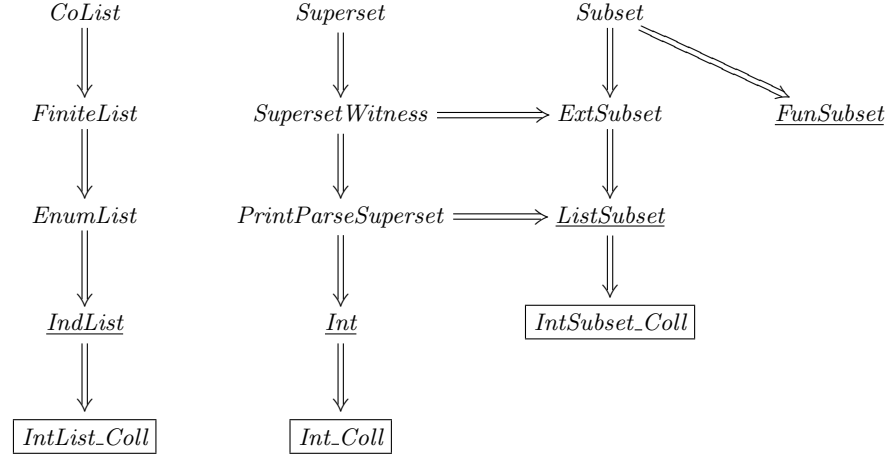 CoList Superset Subset
FiniteList SupersetWitness ExtSubset FunSubset
EnumList PrintParseSuperset ListSubset
IndList Int IntSubset_Coll
IntList_Coll Int_Coll